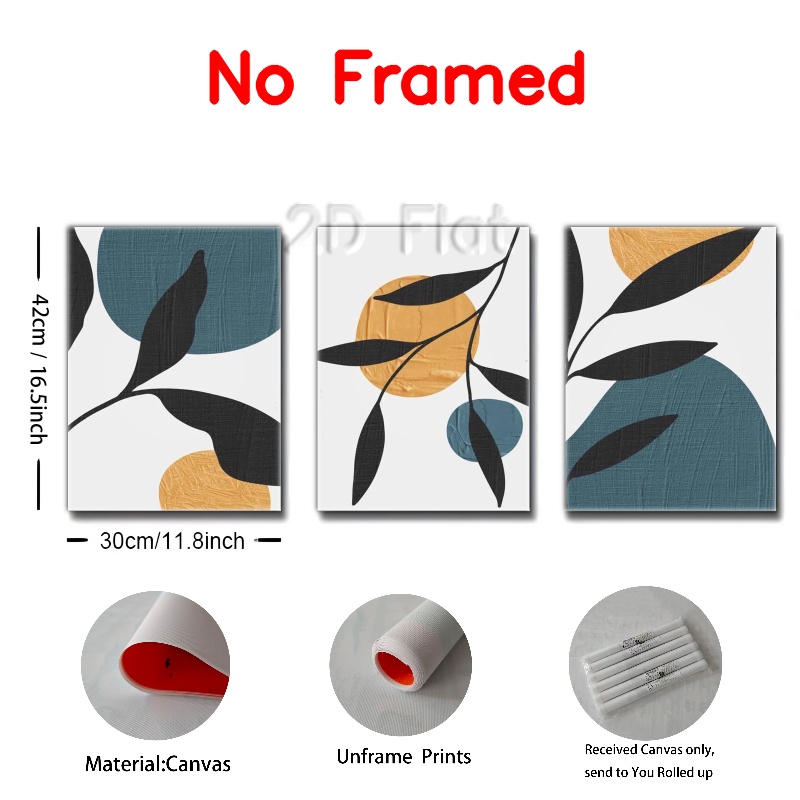 No Framed
2D Flat
42cm / 16.5inch
30cm/11.8inch
Material:Canvas
Unframe Prints
Received Canvas only,
send to You Rolled up